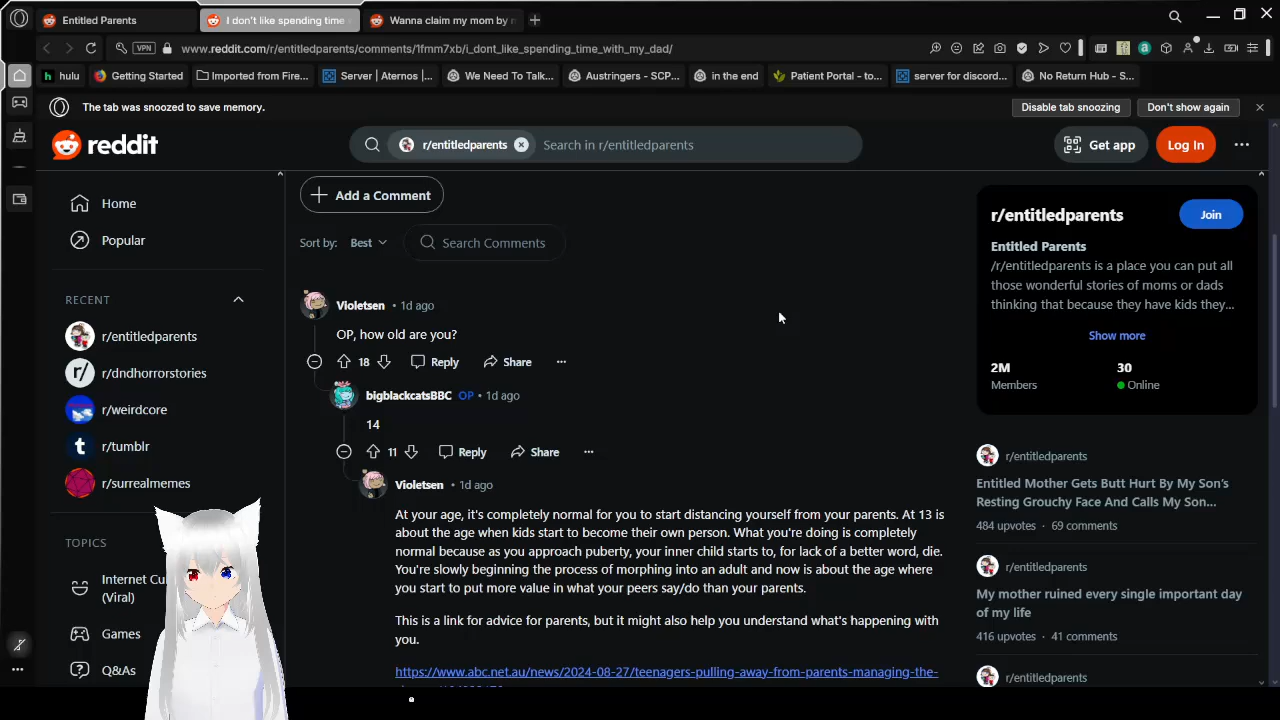 Entitled Parents
I don't like spending time
Wanna claim my mom by n
VPN
www.reddit.com/r/entitledparents/comments/1fmm7xb/i_dont_like_spending_time_with_my_dad/
hulu
Getting Started
Imported from Fire...
Server | Aternos |...
We Need To Talk...
Austringers - SCP...
in the end
Patient Portal - to...
server for discord...
No Return Hub - S...
The tab was snoozed to save memory.
Disable tab snoozing
Don't show again
reddit
r/entitledparents
Search in r/entitledparents
Get app
Log In
Home
Popular
RECENT
r/entitledparents
r/dndhorrorstories
r/weirdcore
r/tumblr
r/surrealmemes
TOPICS
Internet Cu
(Viral)
Games
Q&As
Add a Comment
Sort by:
Best
Search Comments
Violetsen • 1d ago
OP, how old are you?
18
Reply
Share
bigblackcatsBBC OP • 1d ago
14
11
Reply
Share
Violetsen • 1d ago
At your age, it's completely normal for you to start distancing yourself from your parents. At 13 is
about the age when kids start to become their own person. What you're doing is completely
normal because as you approach puberty, your inner child starts to, for lack of a better word, die.
You're slowly beginning the process of morphing into an adult and now is about the age where
you start to put more value in what your peers say/do than your parents.
This is a link for advice for parents, but it might also help you understand what's happening with
you.
https://www.abc.net.au/news/2024-08-27/teenagers-pulling-away-from-parents-managing-the-
r/entitledparents
Join
Entitled Parents
/r/entitledparents is a place you can put all
those wonderful stories of moms or dads
thinking that because they have kids they...
Show more
2M
Members
30
Online
r/entitledparents
Entitled Mother Gets Butt Hurt By My Son's
Resting Grouchy Face And Calls My Son...
484 upvotes • 69 comments
r/entitledparents
My mother ruined every single important day
of my life
416 upvotes • 41 comments
r/entitledparents